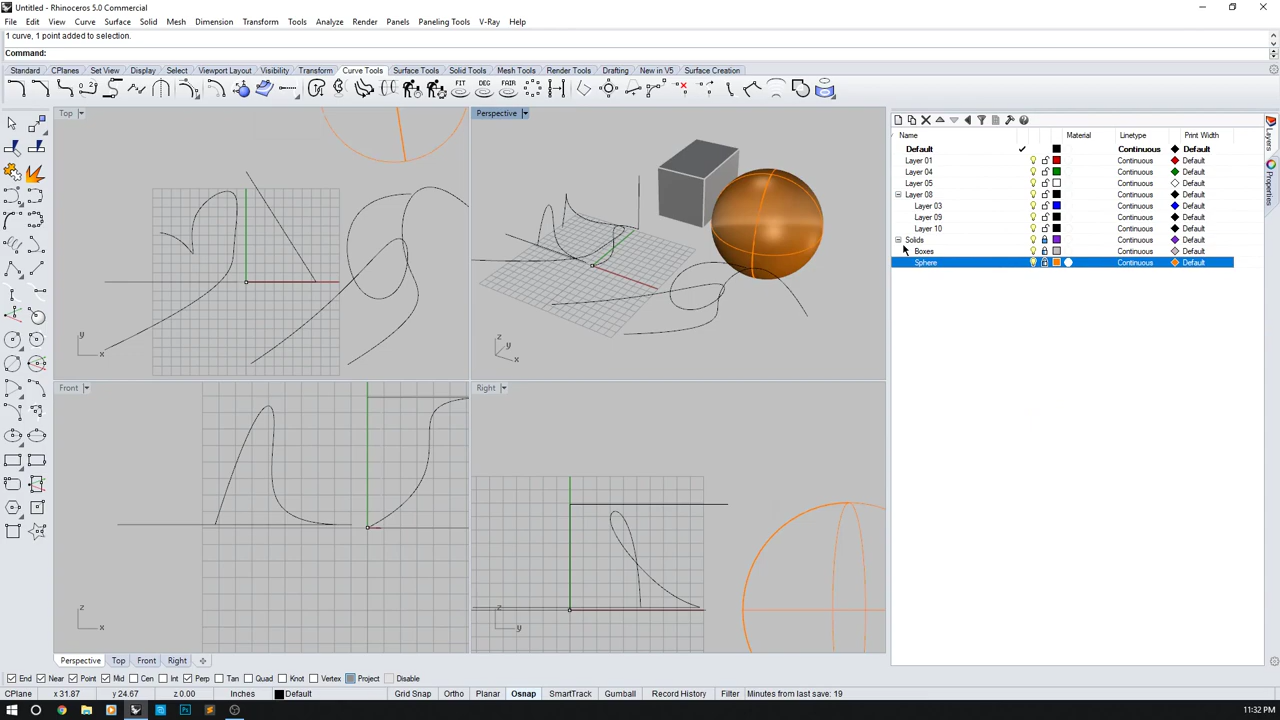 Untitled - Rhinoceros 5.0 Commercial
File Edit View Curve Surface Solid Mesh Dimension Transform Tools Analyze Render Panels Paneling Tools V-Ray Help
1 curve, 1 point added to selection.
Command:
Standard CPlanes Set View Display Select Viewport Layout Visibility Transform Curve Tools Surface Tools Solid Tools Mesh Tools Render Tools Drafting New in V5 Surface Creation
FIT DEG FAIR
Top Perspective
Name Material Linetype Print Width
Default Continuous Default
Layer 01 Continuous Default
Layer 04 Continuous Default
Layer 05 Continuous Default
Layer 08 Continuous Default
Layer 03 Continuous Default
Layer 09 Continuous Default
Layer 10 Continuous Default
Solids Continuous Default
Boxes Continuous Default
Sphere Continuous Default
Layers
Properties
y x
z y x
Front Right
z x
z y
Perspective Top Front Right
End Near Point Mid Cen Int Perp Tan Quad Knot Vertex Project Disable
CPlane x 31.87 y 24.67 z 0.00 Inches Default Grid Snap Ortho Planar Osnap SmartTrack Gumball Record History Filter Minutes from last save: 19
11:32 PM